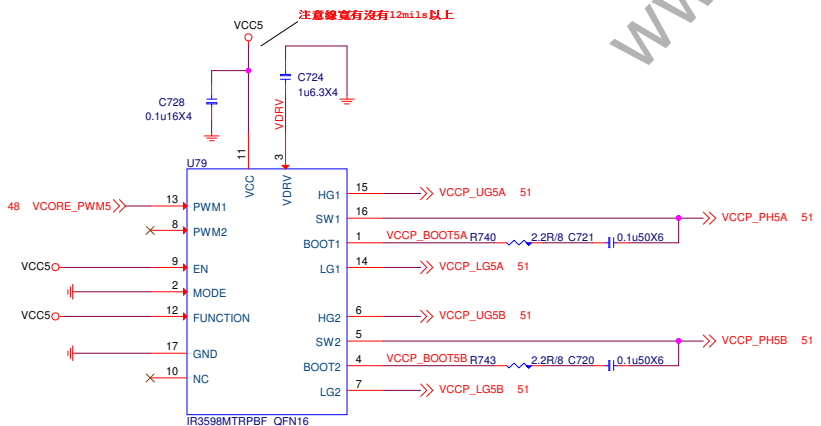 注意線寬有沒有12mils以上
VCC5
C728
0.1u16X4
C724
1u6.3X4
VDRV
11
3
U79
VCC
VDRV
48 VCORE_PWM5 13 PWM1
8 PWM2
VCC5 9 EN
2 MODE
VCC5 12 FUNCTION
17 GND
10 NC
HG1 15 VCCP_UG5A 51
SW1 16 VCCP_PH5A 51
BOOT1 1 VCCP_BOOT5A R740 2.2R/8 C721 0.1u50X6
LG1 14 VCCP_LG5A 51
HG2 6 VCCP_UG5B 51
SW2 5 VCCP_PH5B 51
BOOT2 4 VCCP_BOOT5B R743 2.2R/8 C720 0.1u50X6
LG2 7 VCCP_LG5B 51
IR3598MTRPBF_QFN16